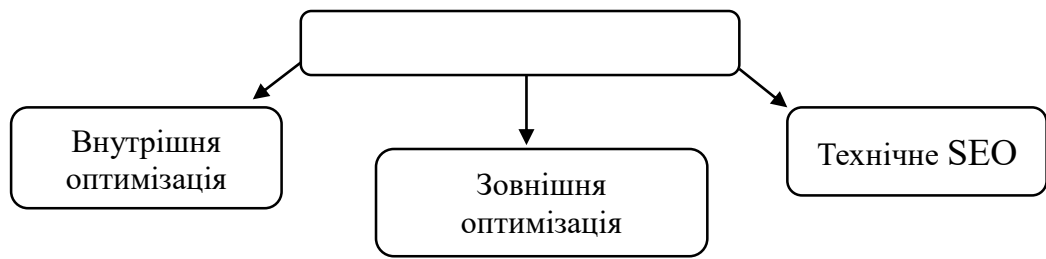 Внутрішня
оптимізація
Зовнішня
оптимізація
Технічне SEO